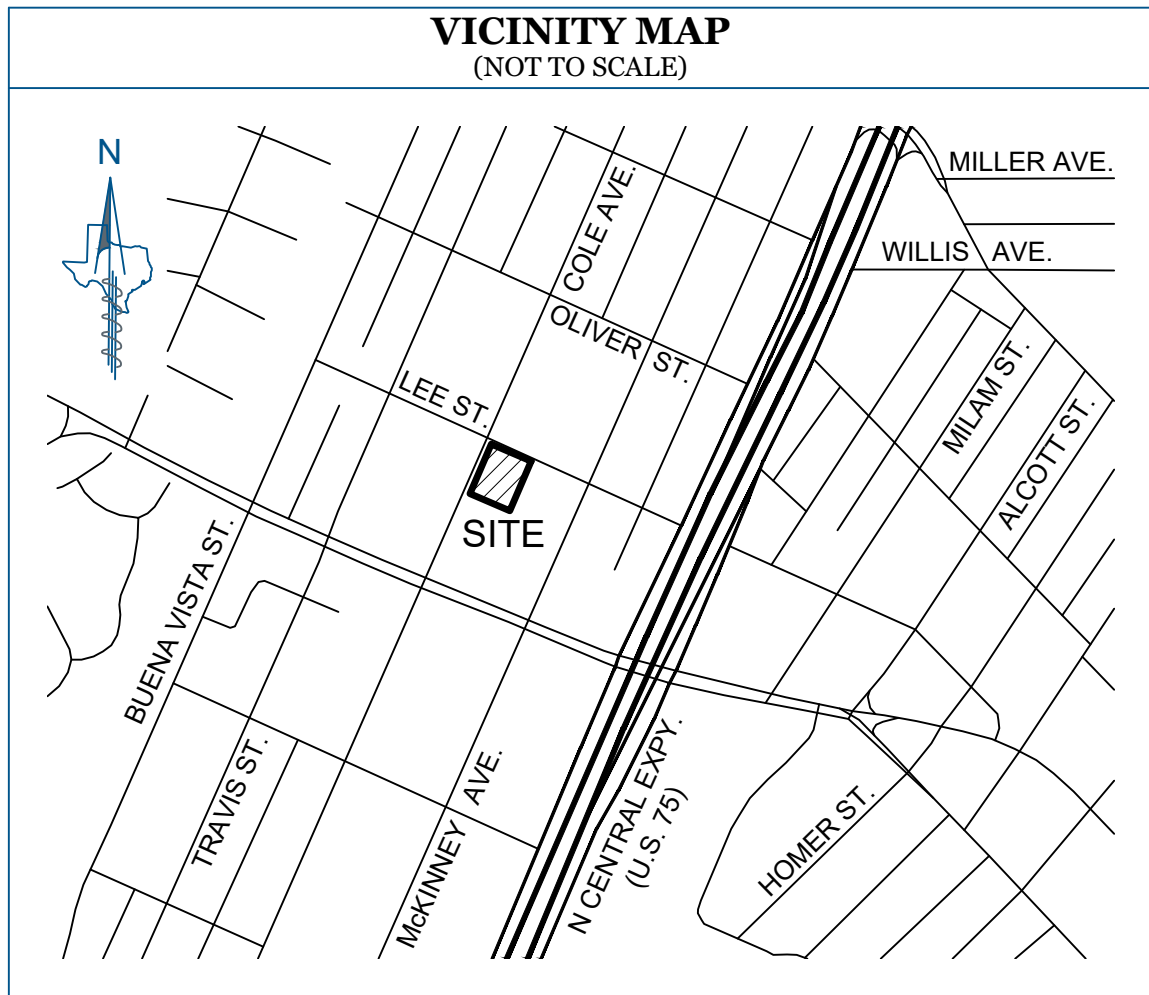 VICINITY MAP
(NOT TO SCALE)
N
MILLER AVE.
COLE AVE.
WILLIS AVE.
OLIVER ST.
LEE ST.
MILAM ST.
ALCOTT ST.
SITE
BUENA VISTA ST.
TRAVIS ST.
McKINNEY AVE.
N CENTRAL EXPY.
(U.S. 75)
HOMER ST.